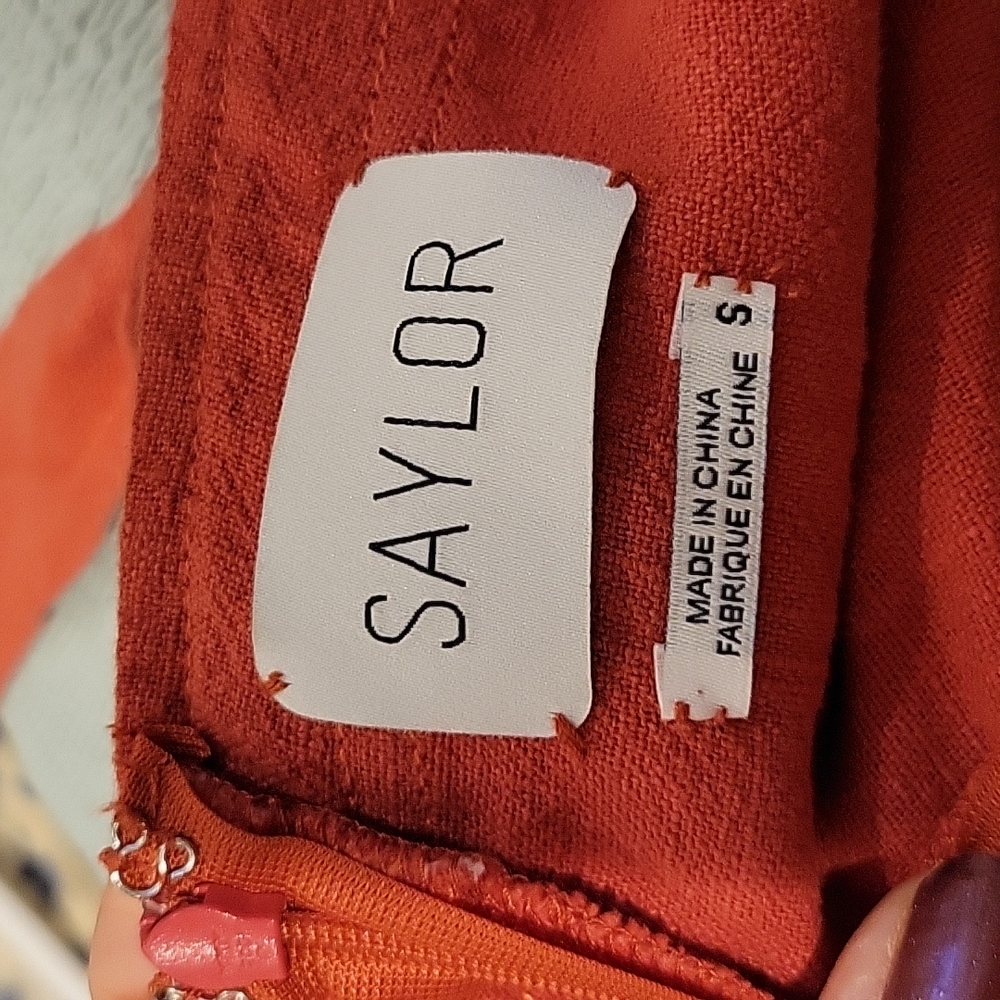 SAYLOR
S
MADE IN CHINA
FABRIQUE EN CHINE